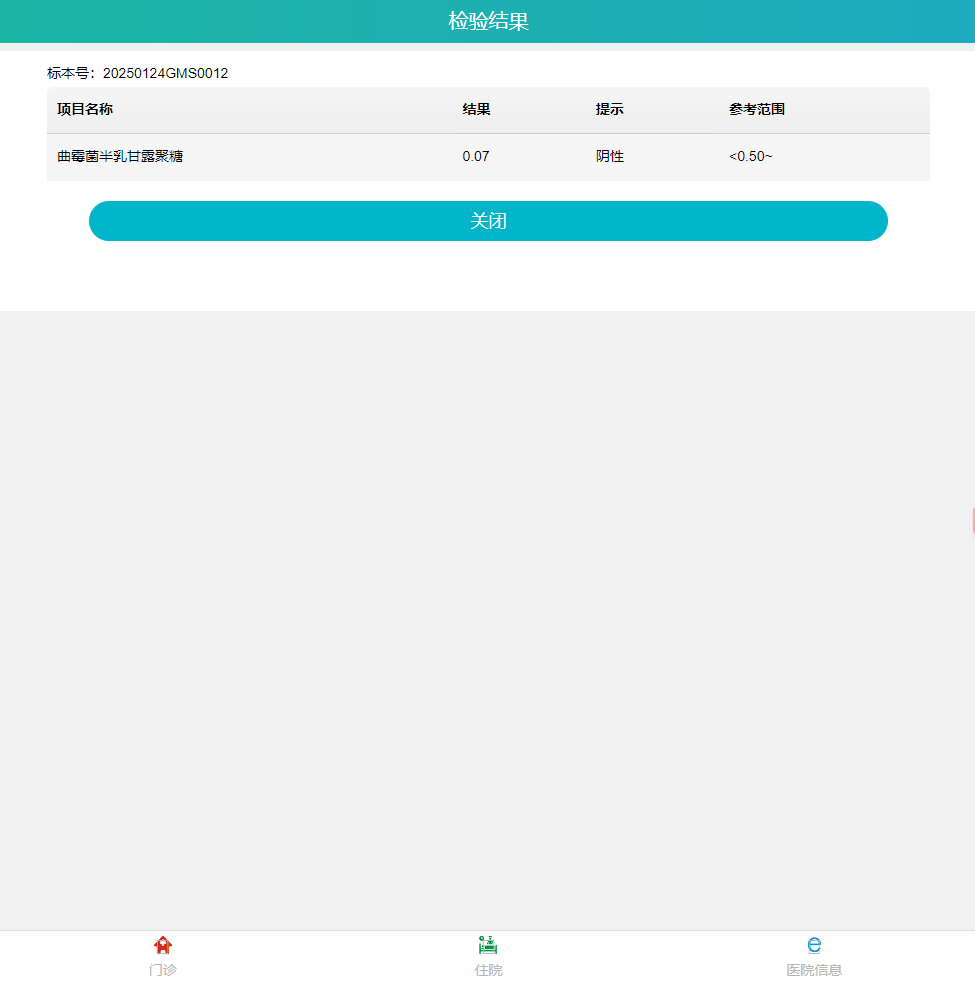 检验结果
标本号：20250124GMS0012
项目名称 结果 提示 参考范围
曲霉菌半乳甘露聚糖 0.07 阴性 <0.50~
关闭
门诊 住院 医院信息